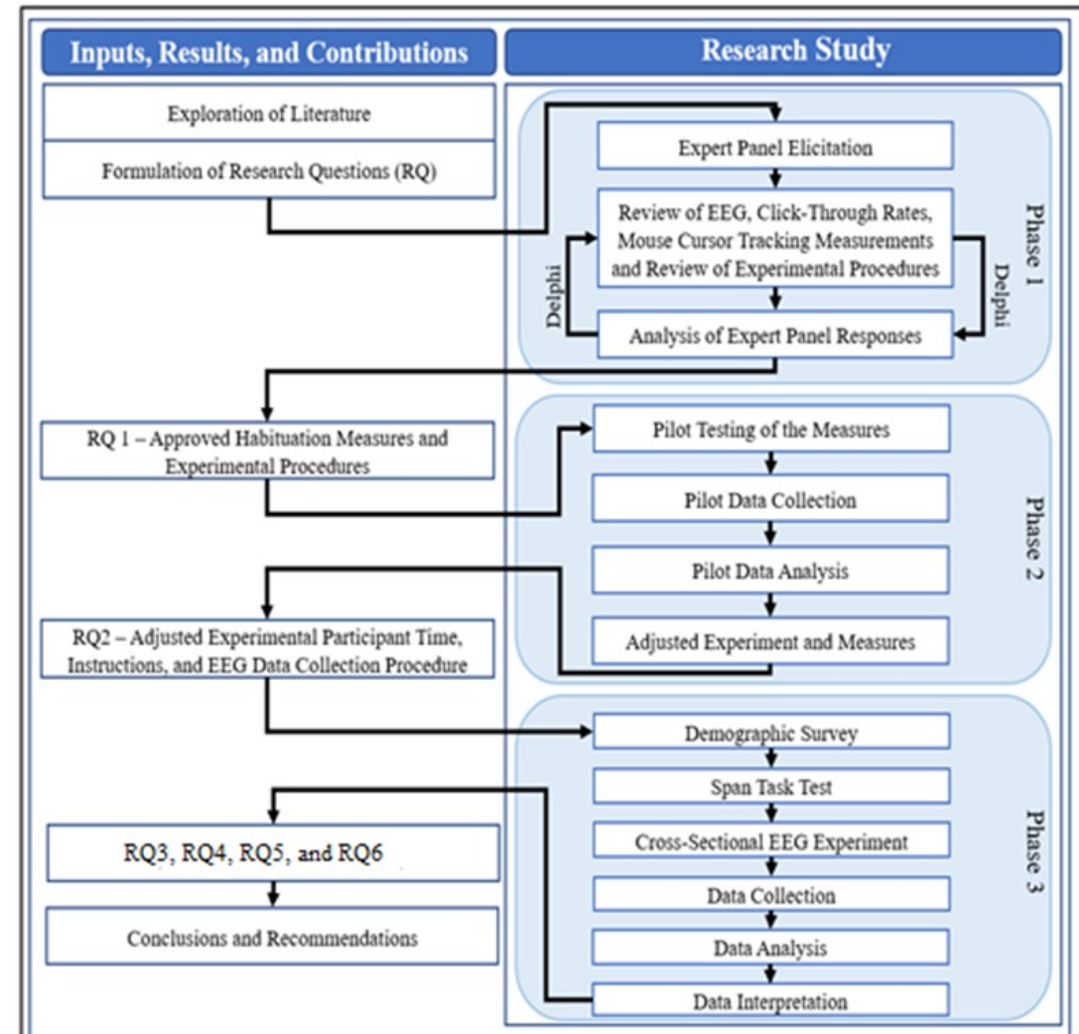 Inputs, Results, and Contributions
Research Study
Exploration of Literature
Formulation of Research Questions (RQ)
Expert Panel Elicitation
Review of EEG, Click-Through Rates,
Mouse Cursor Tracking Measurements
and Review of Experimental Procedures
Delphi
Delphi
Analysis of Expert Panel Responses
Phase 1
RQ 1 – Approved Habituation Measures and
Experimental Procedures
Pilot Testing of the Measures
Pilot Data Collection
Pilot Data Analysis
Adjusted Experiment and Measures
Phase 2
RQ2 – Adjusted Experimental Participant Time,
Instructions, and EEG Data Collection Procedure
Demographic Survey
Span Task Test
Cross-Sectional EEG Experiment
Data Collection
Data Analysis
Data Interpretation
Phase 3
RQ3, RQ4, RQ5, and RQ6
Conclusions and Recommendations